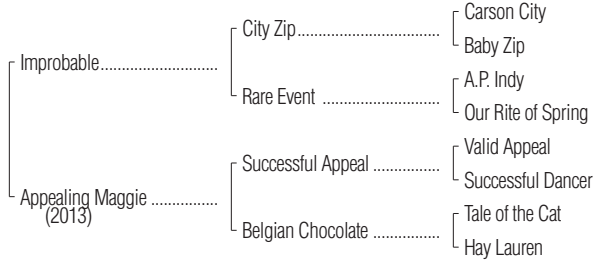 Carson City
City Zip..............................
Baby Zip
Improbable.........................
A.P. Indy
Rare Event .........................
Our Rite of Spring
Valid Appeal
Successful Appeal ...............
Successful Dancer
Appealing Maggie ...............
(2013)
Tale of the Cat
Belgian Chocolate ...............
Hay Lauren